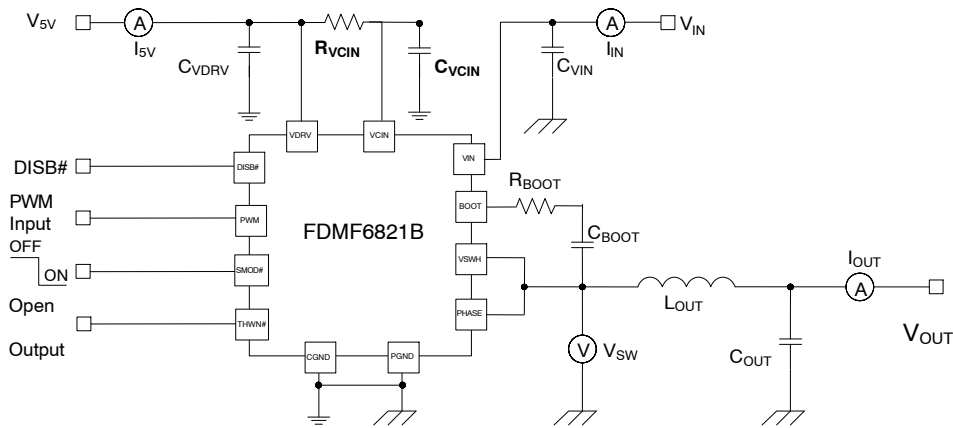 V5V
A
I5V
RVCIN
CVDRV
CVCIN
A
IIN
VIN
CVIN
VDRV
VCIN
DISB#
DISB#
VIN
PWM
Input
PWM
FDMF6821B
BOOT
RBOOT
CBOOT
OFF
ON
SMOD#
VSWH
Open
Output
THWN#
PHASE
CGND
PGND
V
VSW
LOUT
IOUT
A
COUT
VOUT